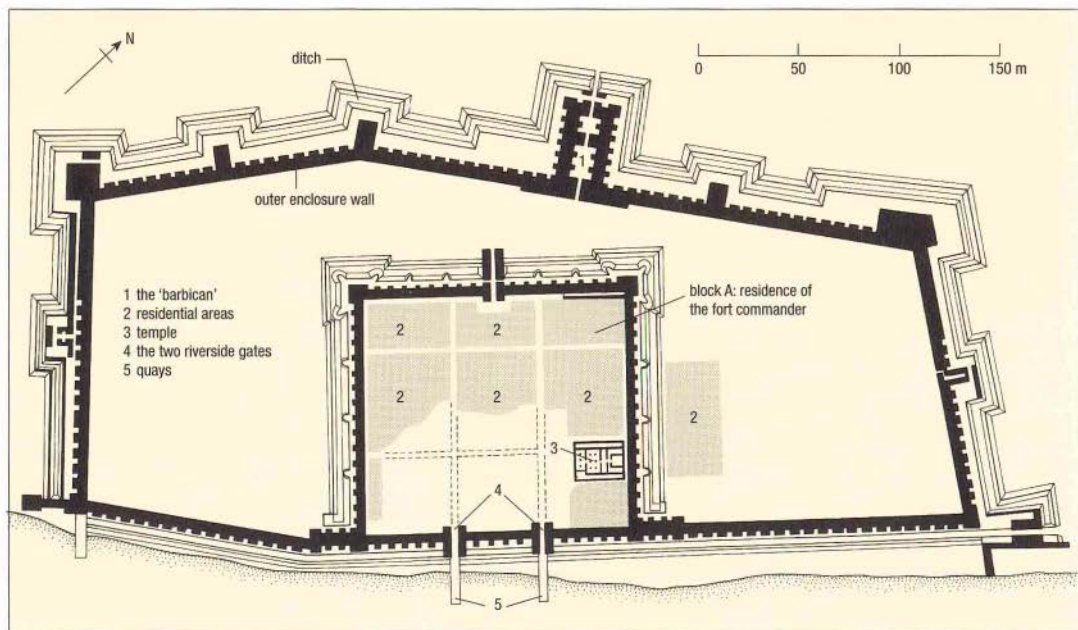 N
ditch
0 50 100 150 m
1
outer enclosure wall
1 the 'barbican'
2 residential areas
3 temple
4 the two riverside gates
5 quays
block A: residence of
the fort commander
2 2
2 2 2 2
3
4
5